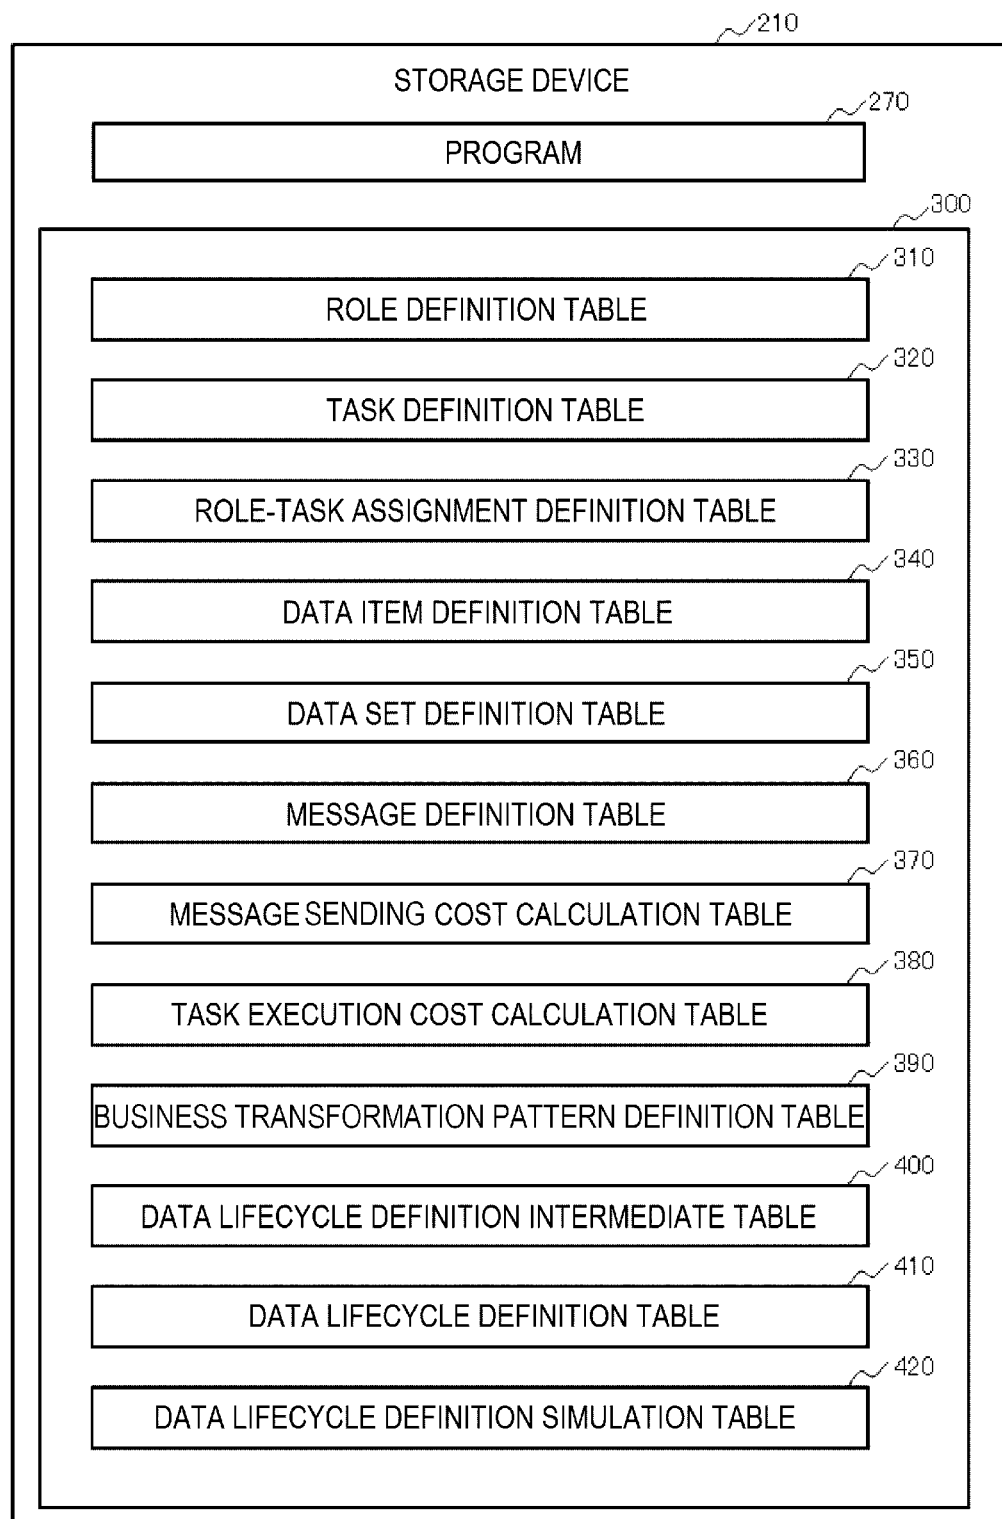 210
STORAGE DEVICE
270
PROGRAM
300
310
ROLE DEFINITION TABLE
320
TASK DEFINITION TABLE
330
ROLE-TASK ASSIGNMENT DEFINITION TABLE
340
DATA ITEM DEFINITION TABLE
350
DATA SET DEFINITION TABLE
360
MESSAGE DEFINITION TABLE
370
MESSAGE SENDING COST CALCULATION TABLE
380
TASK EXECUTION COST CALCULATION TABLE
390
BUSINESS TRANSFORMATION PATTERN DEFINITION TABLE
400
DATA LIFECYCLE DEFINITION INTERMEDIATE TABLE
410
DATA LIFECYCLE DEFINITION TABLE
420
DATA LIFECYCLE DEFINITION SIMULATION TABLE